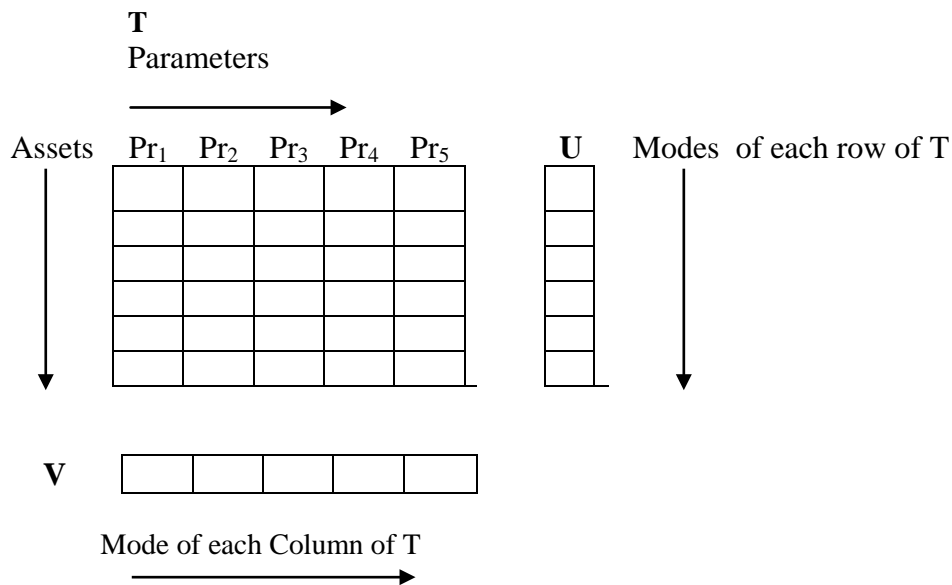 T
Parameters
Assets Pr₁ Pr₂ Pr₃ Pr₄ Pr₅ U Modes of each row of T
V
Mode of each Column of T